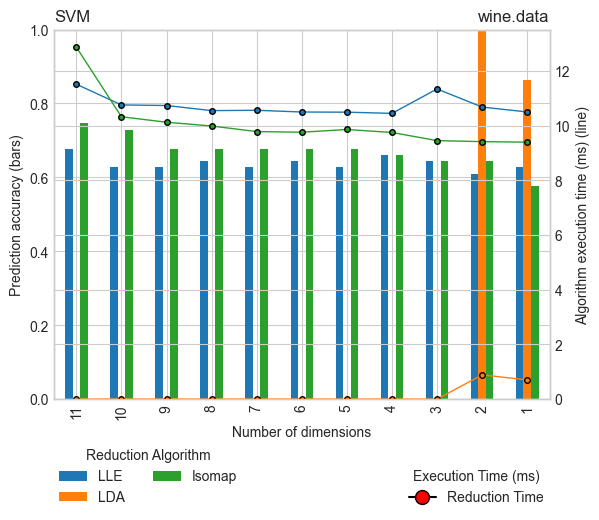 SVM
wine.data
1.0
0.8
0.6
0.4
0.2
0.0
Prediction accuracy (bars)
12
10
8
6
4
2
0
Algorithm execution time (ms) (line)
11 10 9 8 7 6 5 4 3 2 1
Number of dimensions
Reduction Algorithm
LLE
LDA
Isomap
Execution Time (ms)
Reduction Time